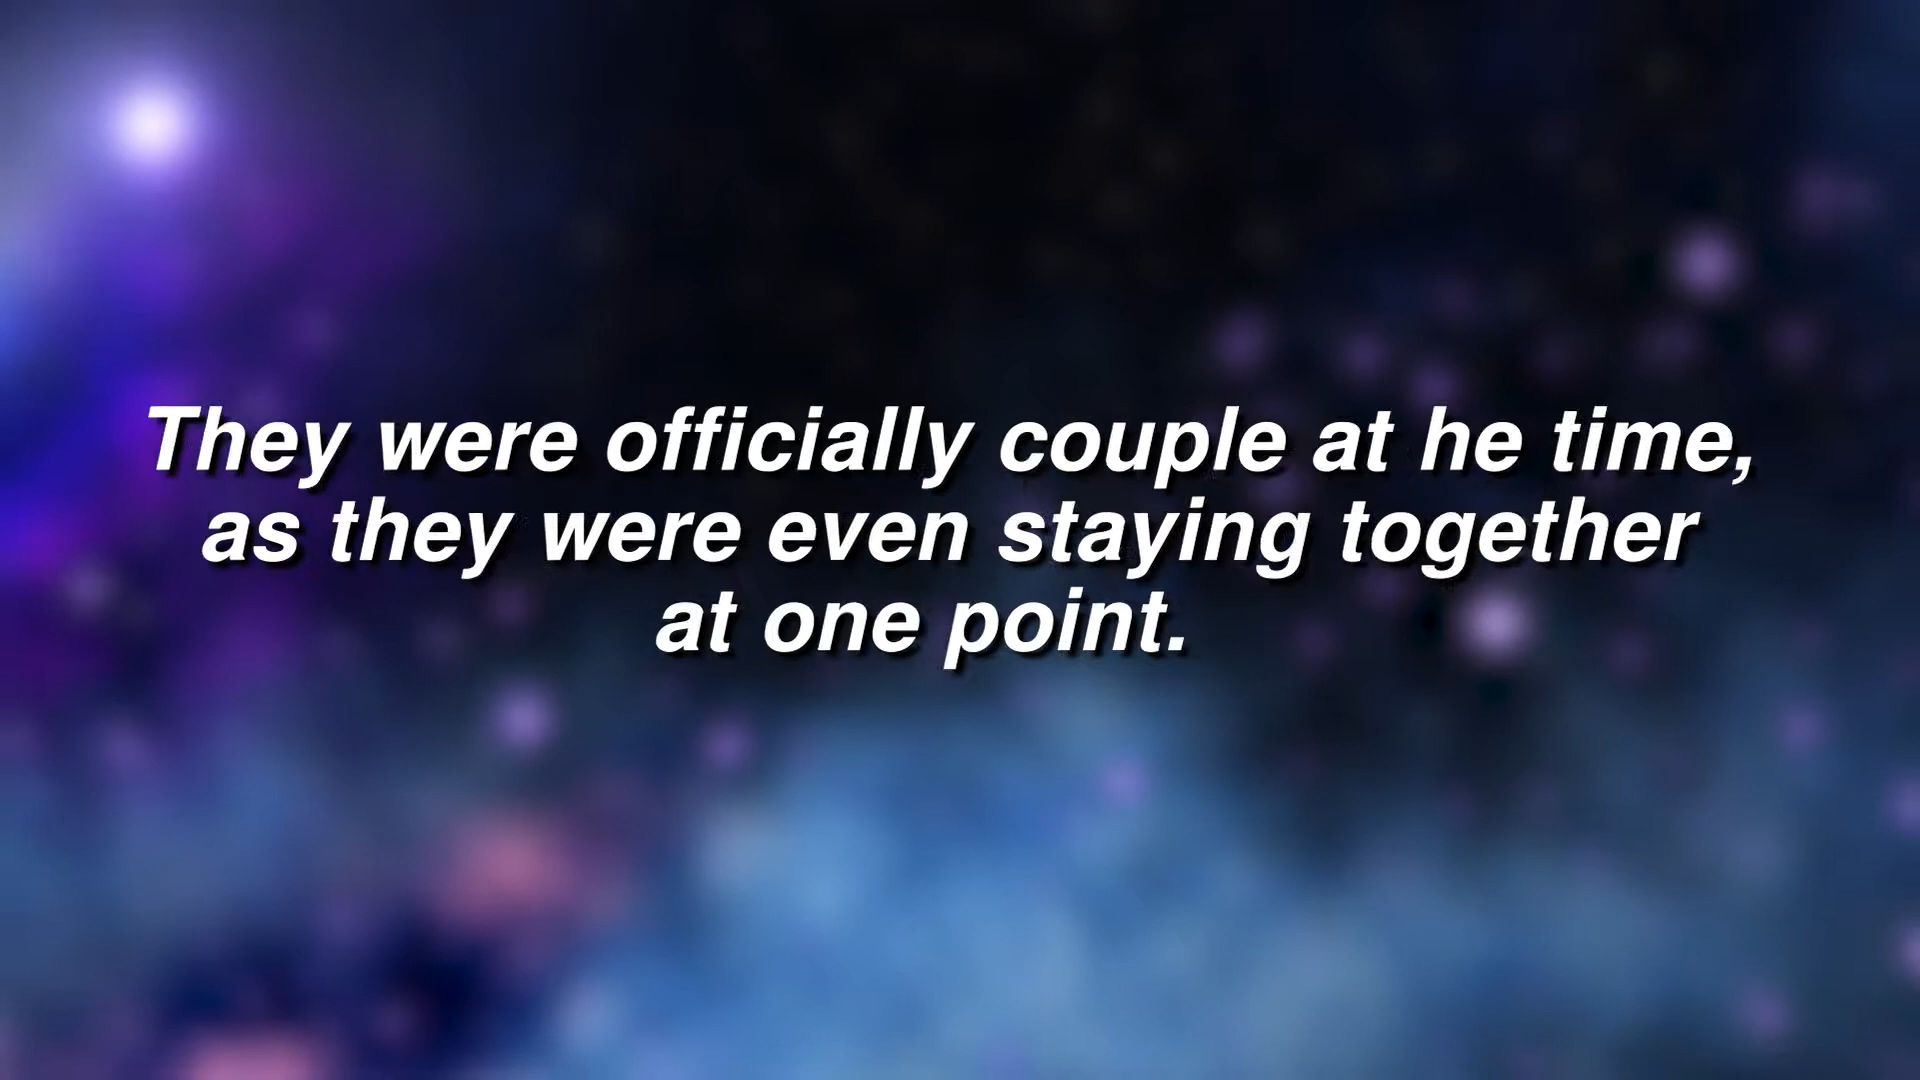 They were officially couple at he time,
as they were even staying together
at one point.